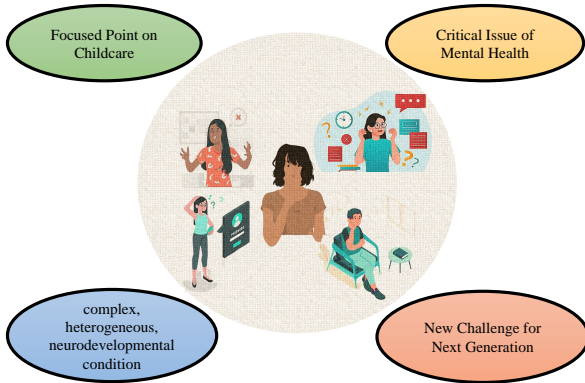 Focused Point on
Childcare
Critical Issue of
Mental Health
complex,
heterogeneous,
neurodevelopmental
condition
New Challenge for
Next Generation